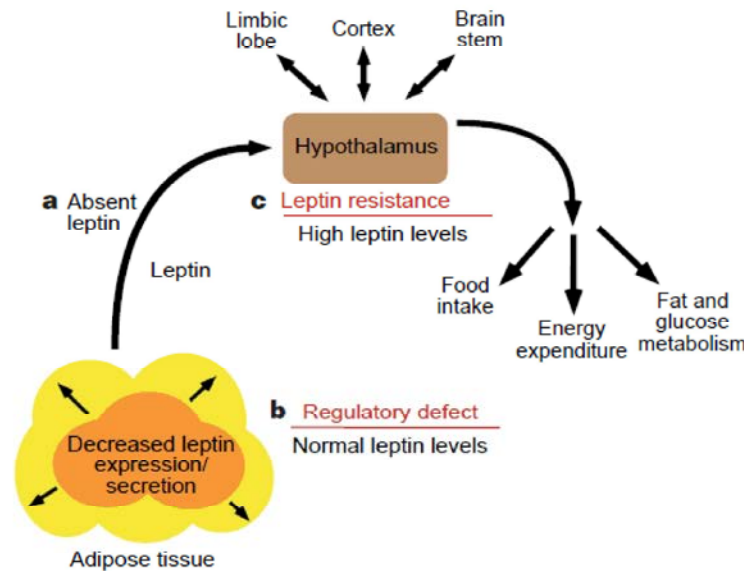 Limbic
lobe
Cortex
Brain
stem
Hypothalamus
a Absent
leptin
c Leptin resistance
High leptin levels
Leptin
Food
intake
Energy
expenditure
Fat and
glucose
metabolism
b Regulatory defect
Normal leptin levels
Decreased leptin
expression/
secretion
Adipose tissue